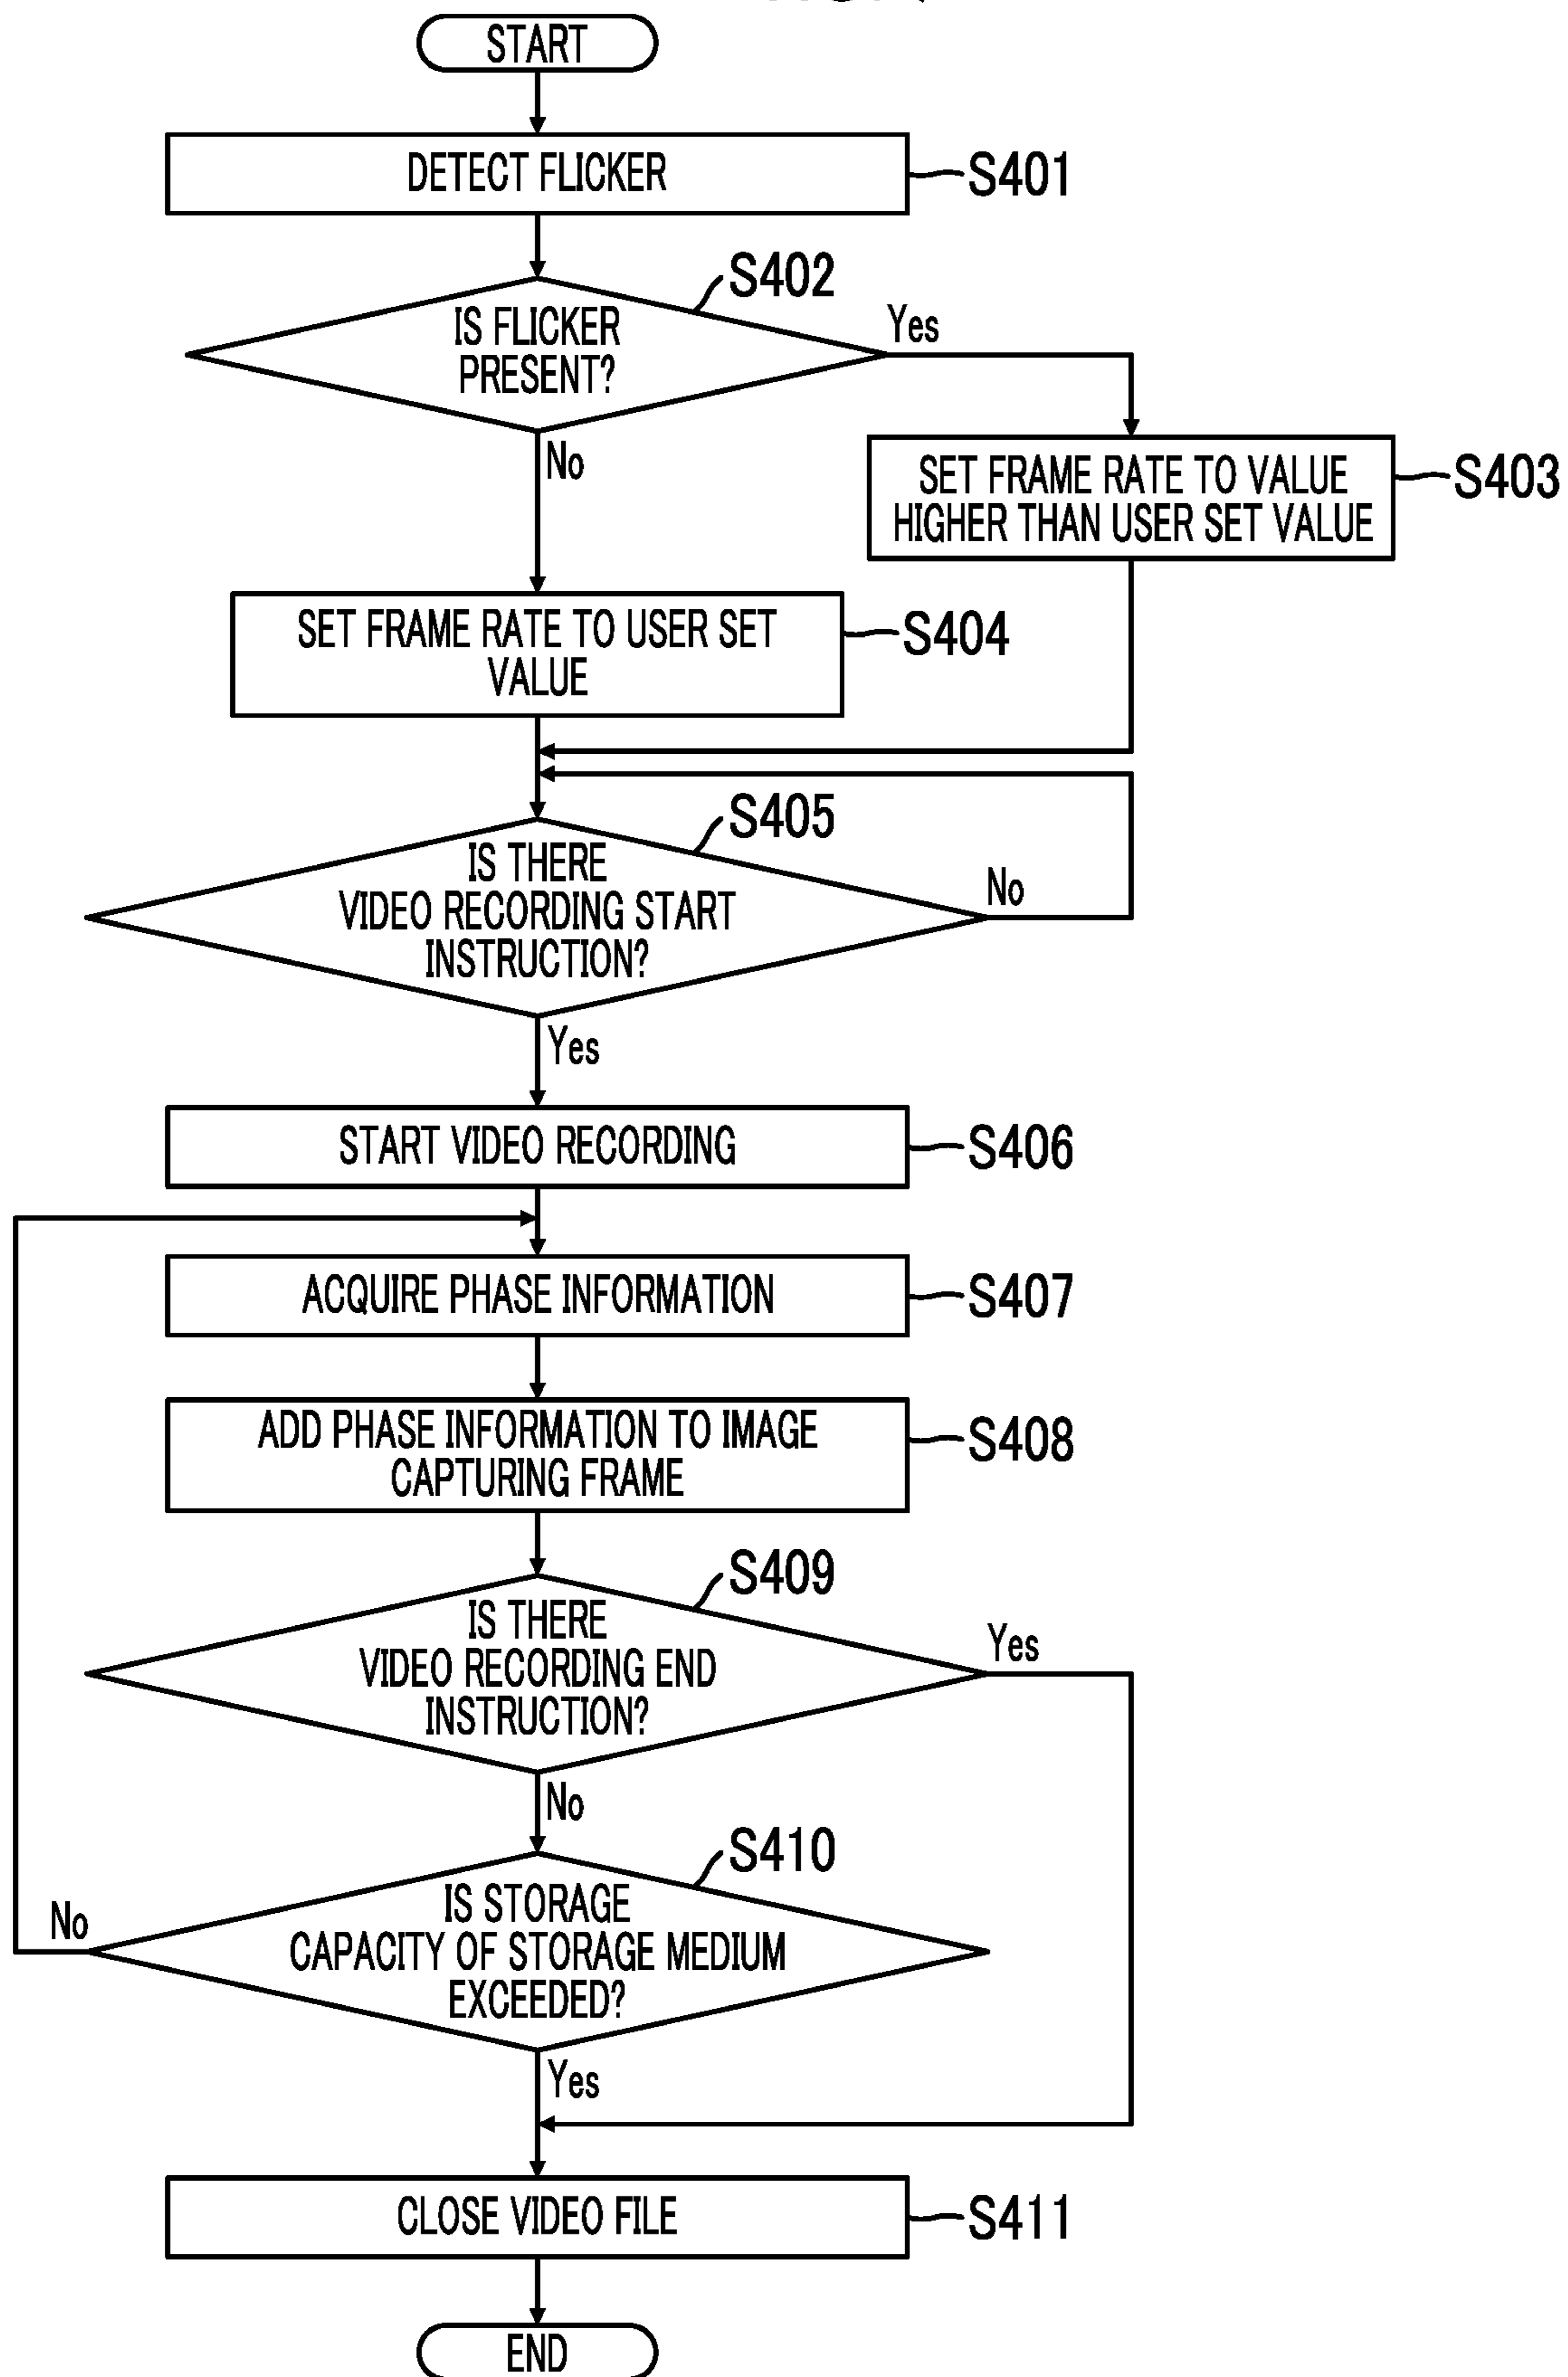 START
DETECT FLICKER
S401
S402
IS FLICKER
PRESENT?
Yes
No
SET FRAME RATE TO VALUE
HIGHER THAN USER SET VALUE
S403
SET FRAME RATE TO USER SET
VALUE
S404
S405
IS THERE
VIDEO RECORDING START
INSTRUCTION?
No
Yes
START VIDEO RECORDING
S406
ACQUIRE PHASE INFORMATION
S407
ADD PHASE INFORMATION TO IMAGE
CAPTURING FRAME
S408
S409
IS THERE
VIDEO RECORDING END
INSTRUCTION?
Yes
No
S410
IS STORAGE
CAPACITY OF STORAGE MEDIUM
EXCEEDED?
No
Yes
CLOSE VIDEO FILE
S411
END